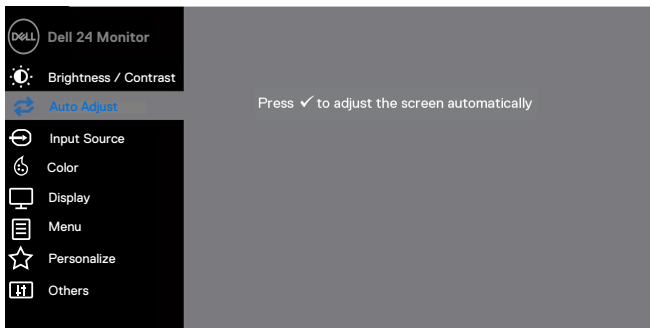 DELL
Dell 24 Monitor
Brightness / Contrast
Auto Adjust
Press ✓ to adjust the screen automatically
Input Source
Color
Display
Menu
Personalize
Others